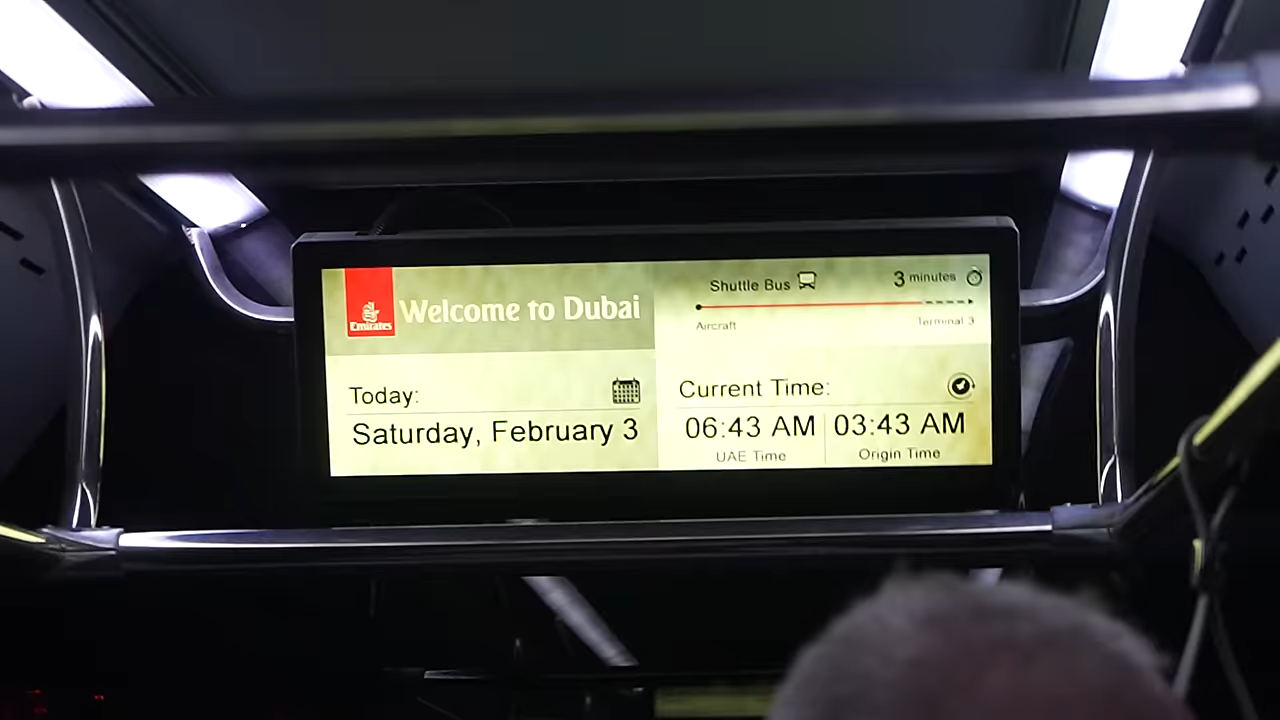 Emirates
Welcome to Dubai
Shuttle Bus
3 minutes
Aircraft
Terminal 3
Today:
Saturday, February 3
Current Time:
06:43 AM
UAE Time
03:43 AM
Origin Time